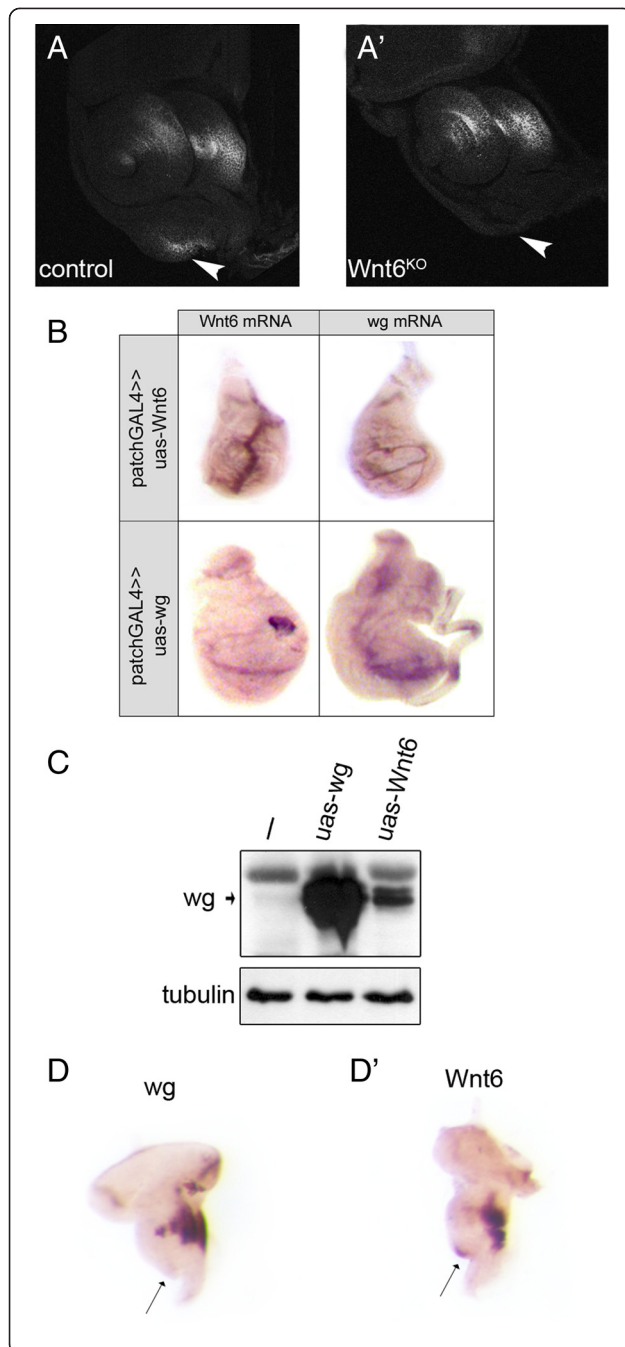 A
A'
control
Wnt6KO
B
Wnt6 mRNA
wg mRNA
patchGAL4>>
uas-Wnt6
patchGAL4>>
uas-wg
C
/
uas-wg
uas-Wnt6
wg
tubulin
D
D'
wg
Wnt6